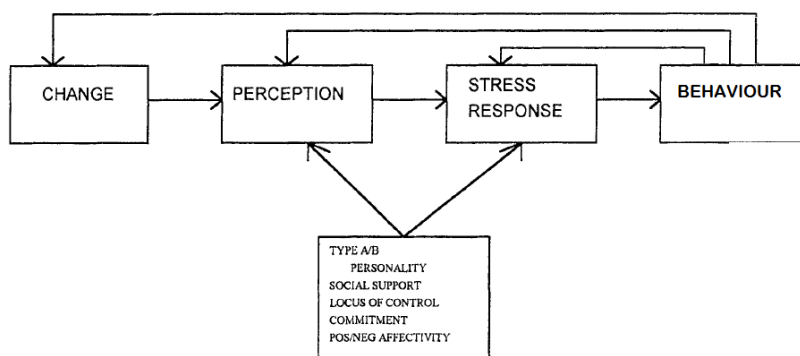 CHANGE
PERCEPTION
STRESS
RESPONSE
BEHAVIOUR
TYPE A/B
PERSONALITY
SOCIAL SUPPORT
LOCUS OF CONTROL
COMMITMENT
POS/NEG AFFECTIVITY